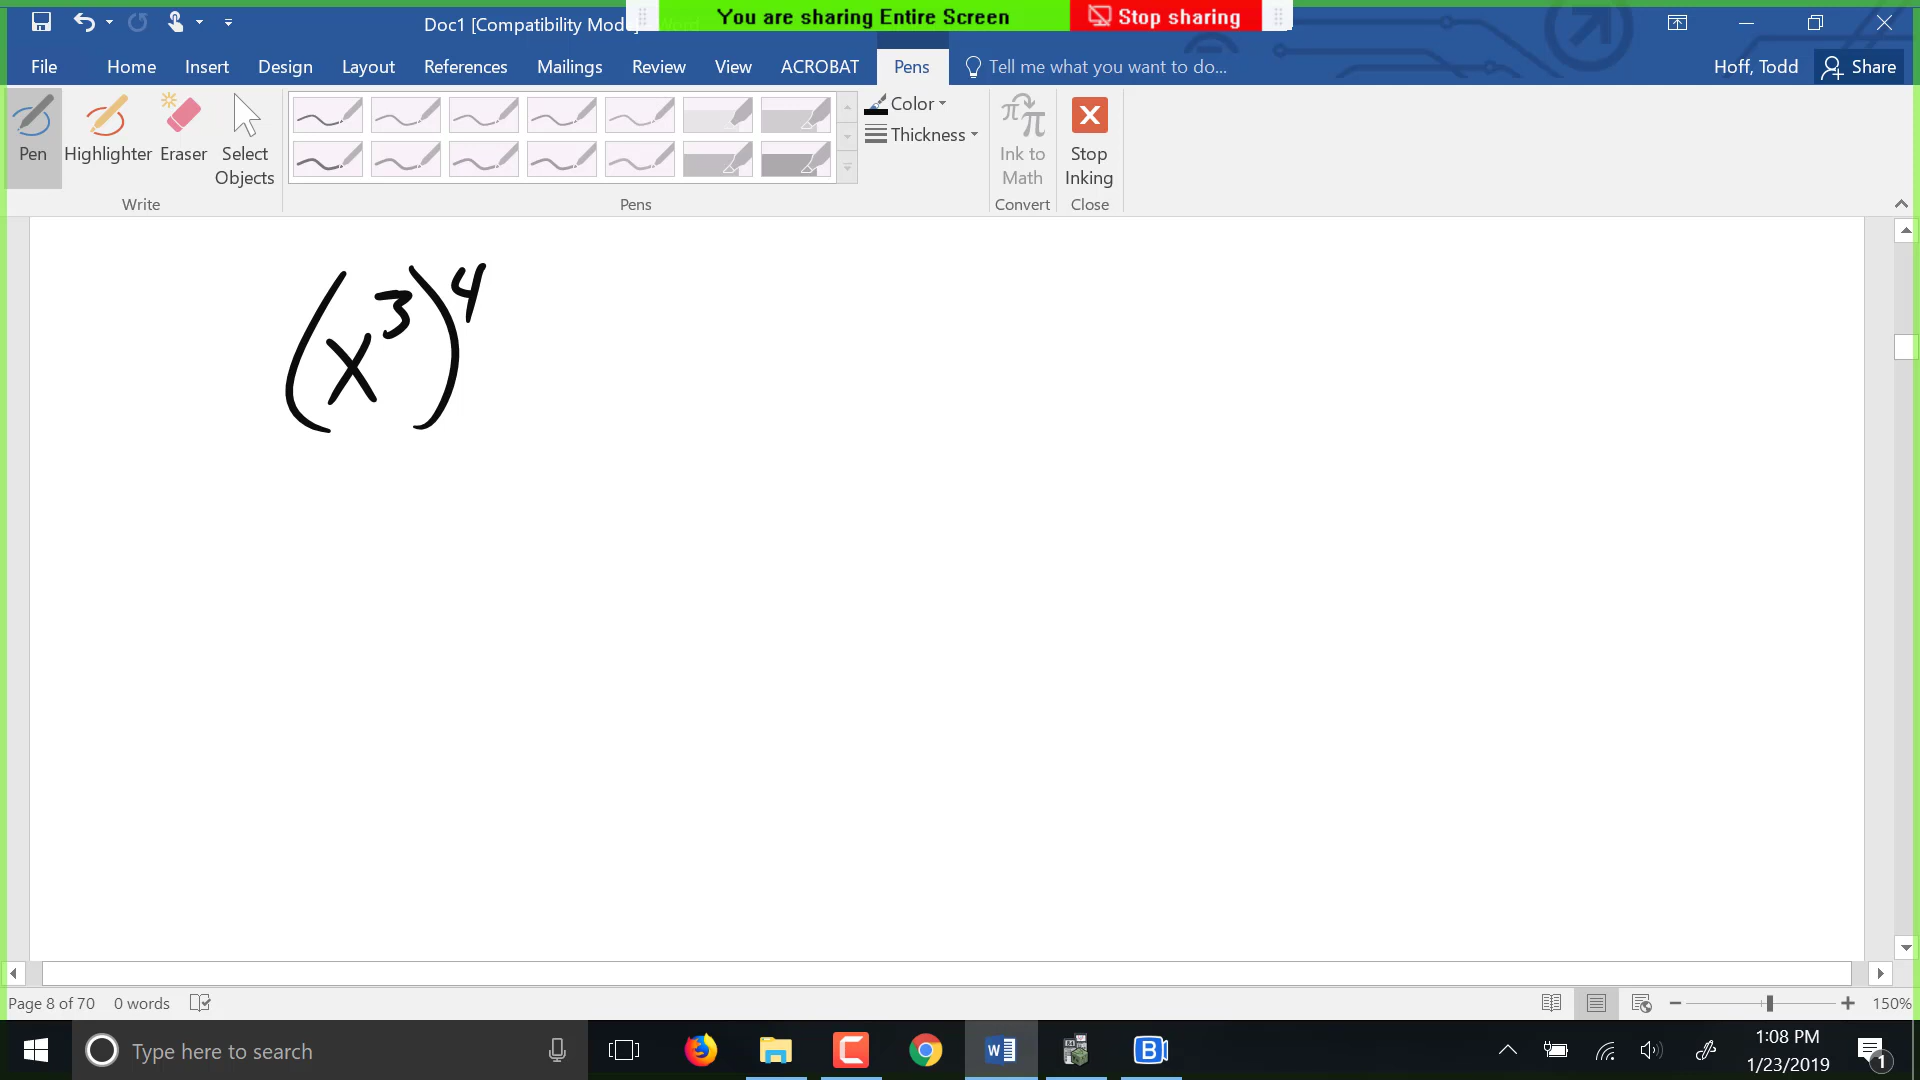 Doc1 [Compatibility Mod
You are sharing Entire Screen
Stop sharing
File Home Insert Design Layout References Mailings Review View ACROBAT Pens Tell me what you want to do... Hoff, Todd Share
Pen Highlighter Eraser Select Objects
Color
Thickness
Ink to Math
Stop Inking
Write Pens Convert Close
(x³)⁴
Page 8 of 70 0 words 150%
Type here to search
1:08 PM
1/23/2019
1